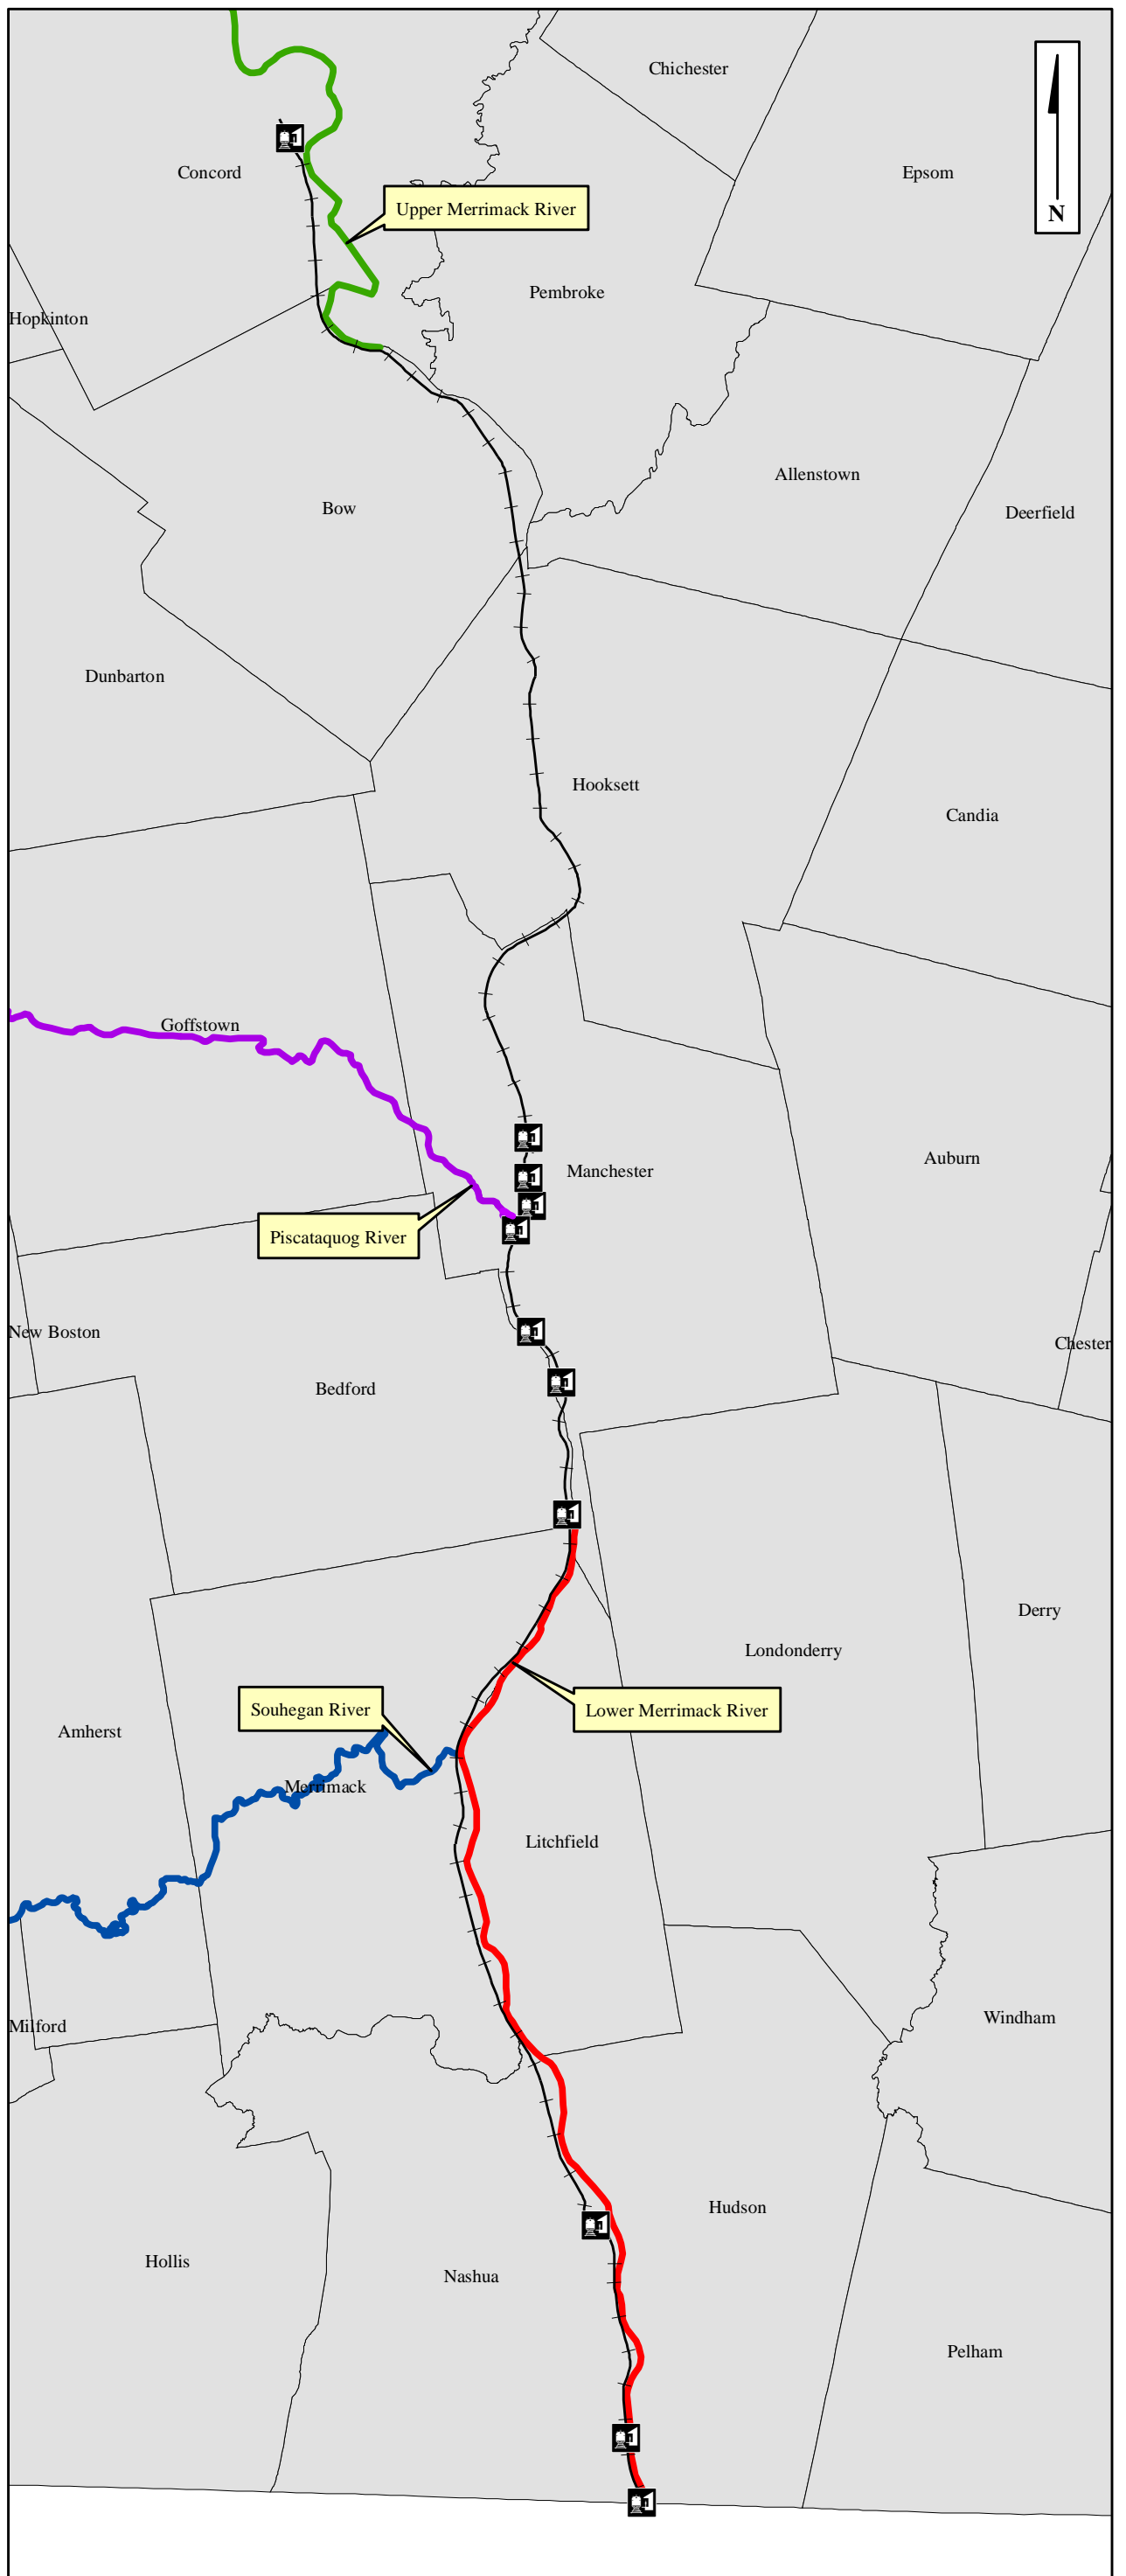 Chichester
Concord
Epsom
Upper Merrimack River
N
Pembroke
Hopkinton
Allenstown
Bow
Deerfield
Dunbarton
Hooksett
Candia
Goffstown
Auburn
Manchester
Piscataquog River
New Boston
Chester
Bedford
Derry
Londonderry
Souhegan River
Lower Merrimack River
Amherst
Merrimack
Litchfield
Windham
Milford
Hudson
Hollis
Nashua
Pelham